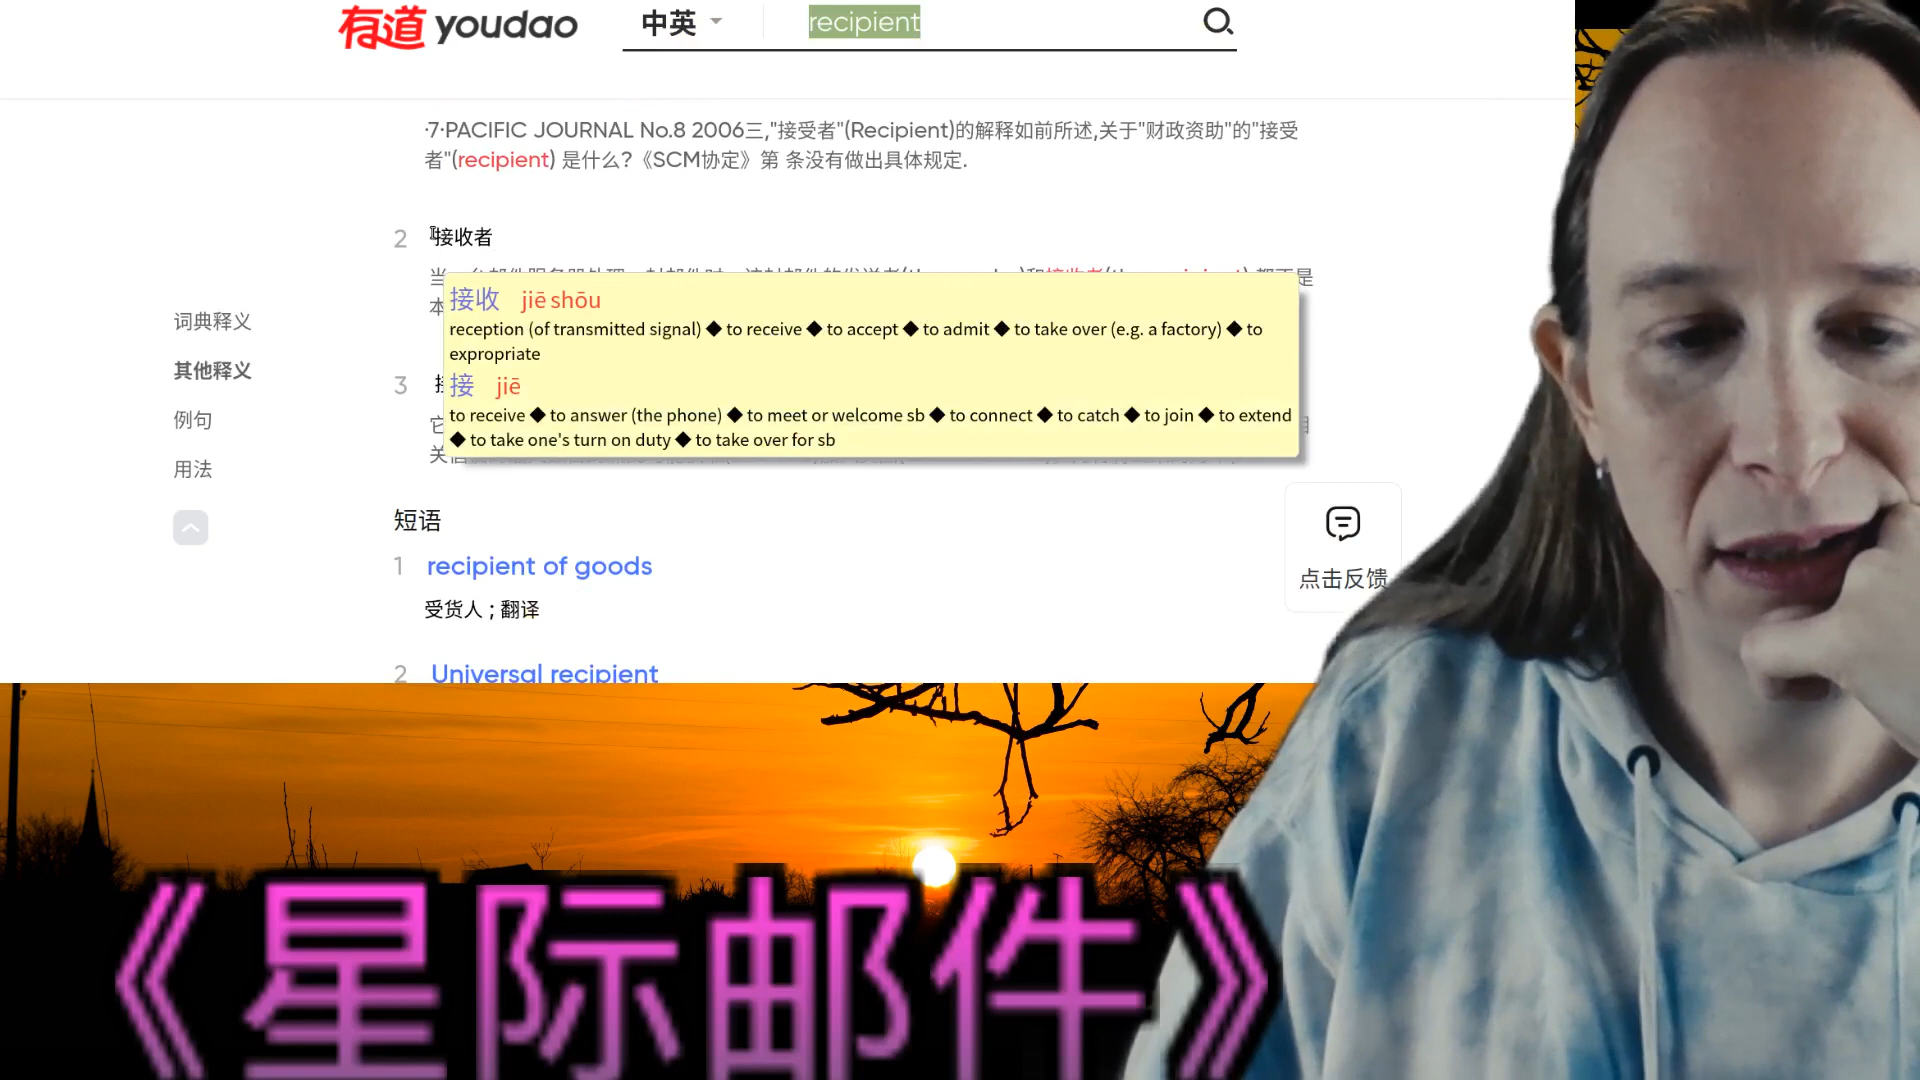 有道 youdao
中英
recipient
·7·PACIFIC JOURNAL No.8 2006三,"接受者"(Recipient)的解释如前所述,关于"财政资助"的"接受
者"(recipient) 是什么?《SCM协定》第 条没有做出具体规定.
2 接收者
接收 jiē shōu
reception (of transmitted signal) ◆ to receive ◆ to accept ◆ to admit ◆ to take over (e.g. a factory) ◆ to
expropriate
接 jiē
to receive ◆ to answer (the phone) ◆ to meet or welcome sb ◆ to connect ◆ to catch ◆ to join ◆ to extend
◆ to take one's turn on duty ◆ to take over for sb
3
词典释义
其他释义
例句
用法
短语
1 recipient of goods
受货人 ; 翻译
2 Universal recipient
点击反馈
《星际邮件》